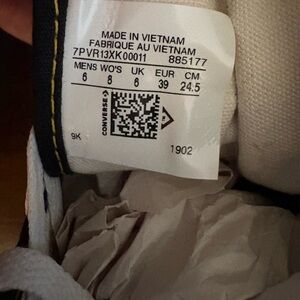 MADE IN VIETNAM
FABRIQUE AU VIETNAM
7PVR13XK00011 885177
MENS WO'S UK EUR CM
6 8 6 39 24.5
CONVERSE
9K 1902